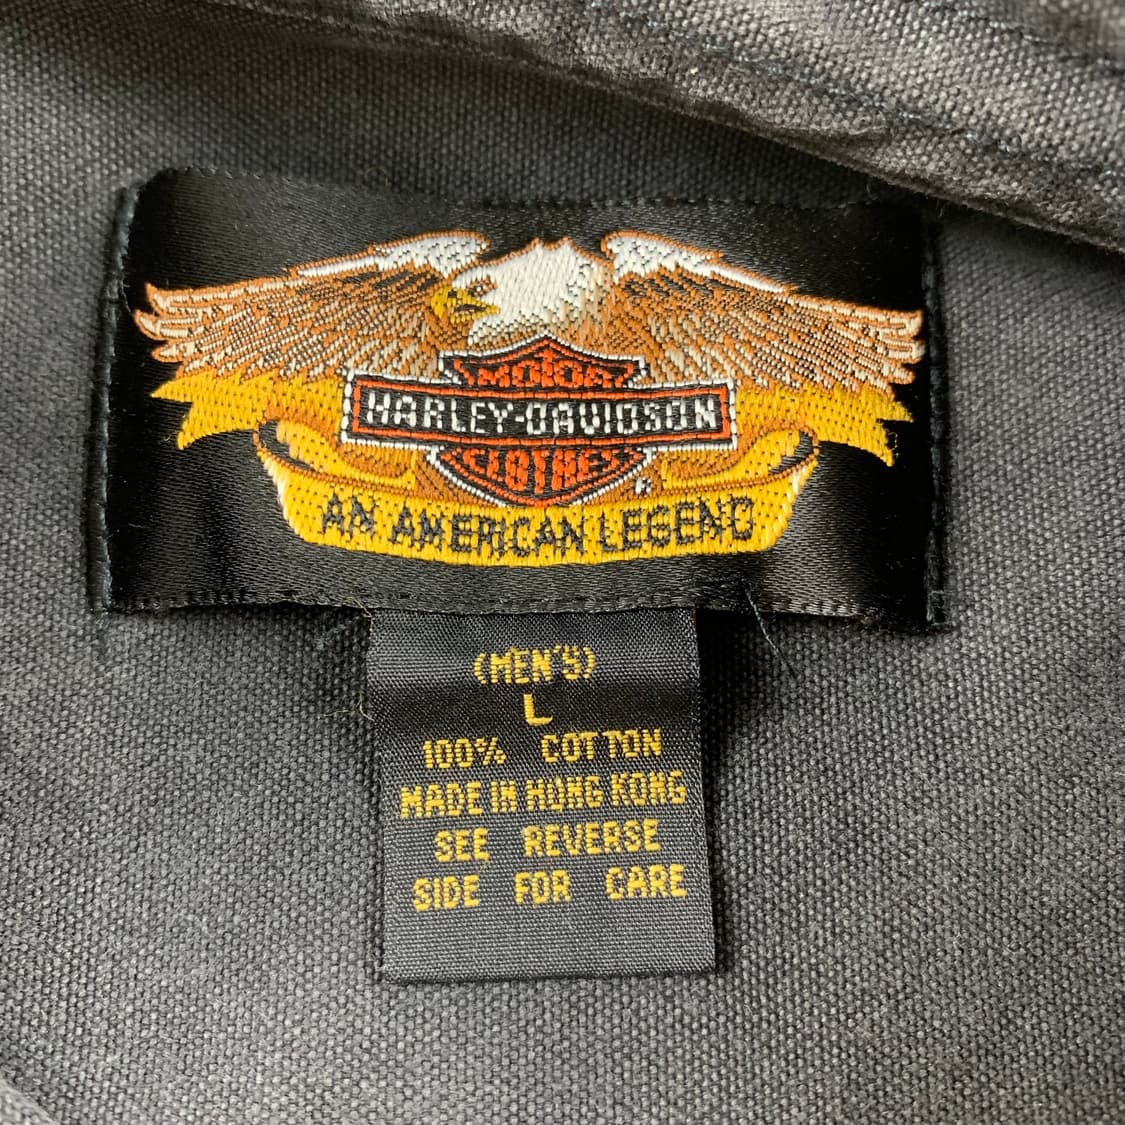 MOTOR
HARLEY-DAVIDSON
CLOTHES
®
AN AMERICAN LEGEND
(MEN'S)
L
100% COTTON
MADE IN HONG KONG
SEE REVERSE
SIDE FOR CARE